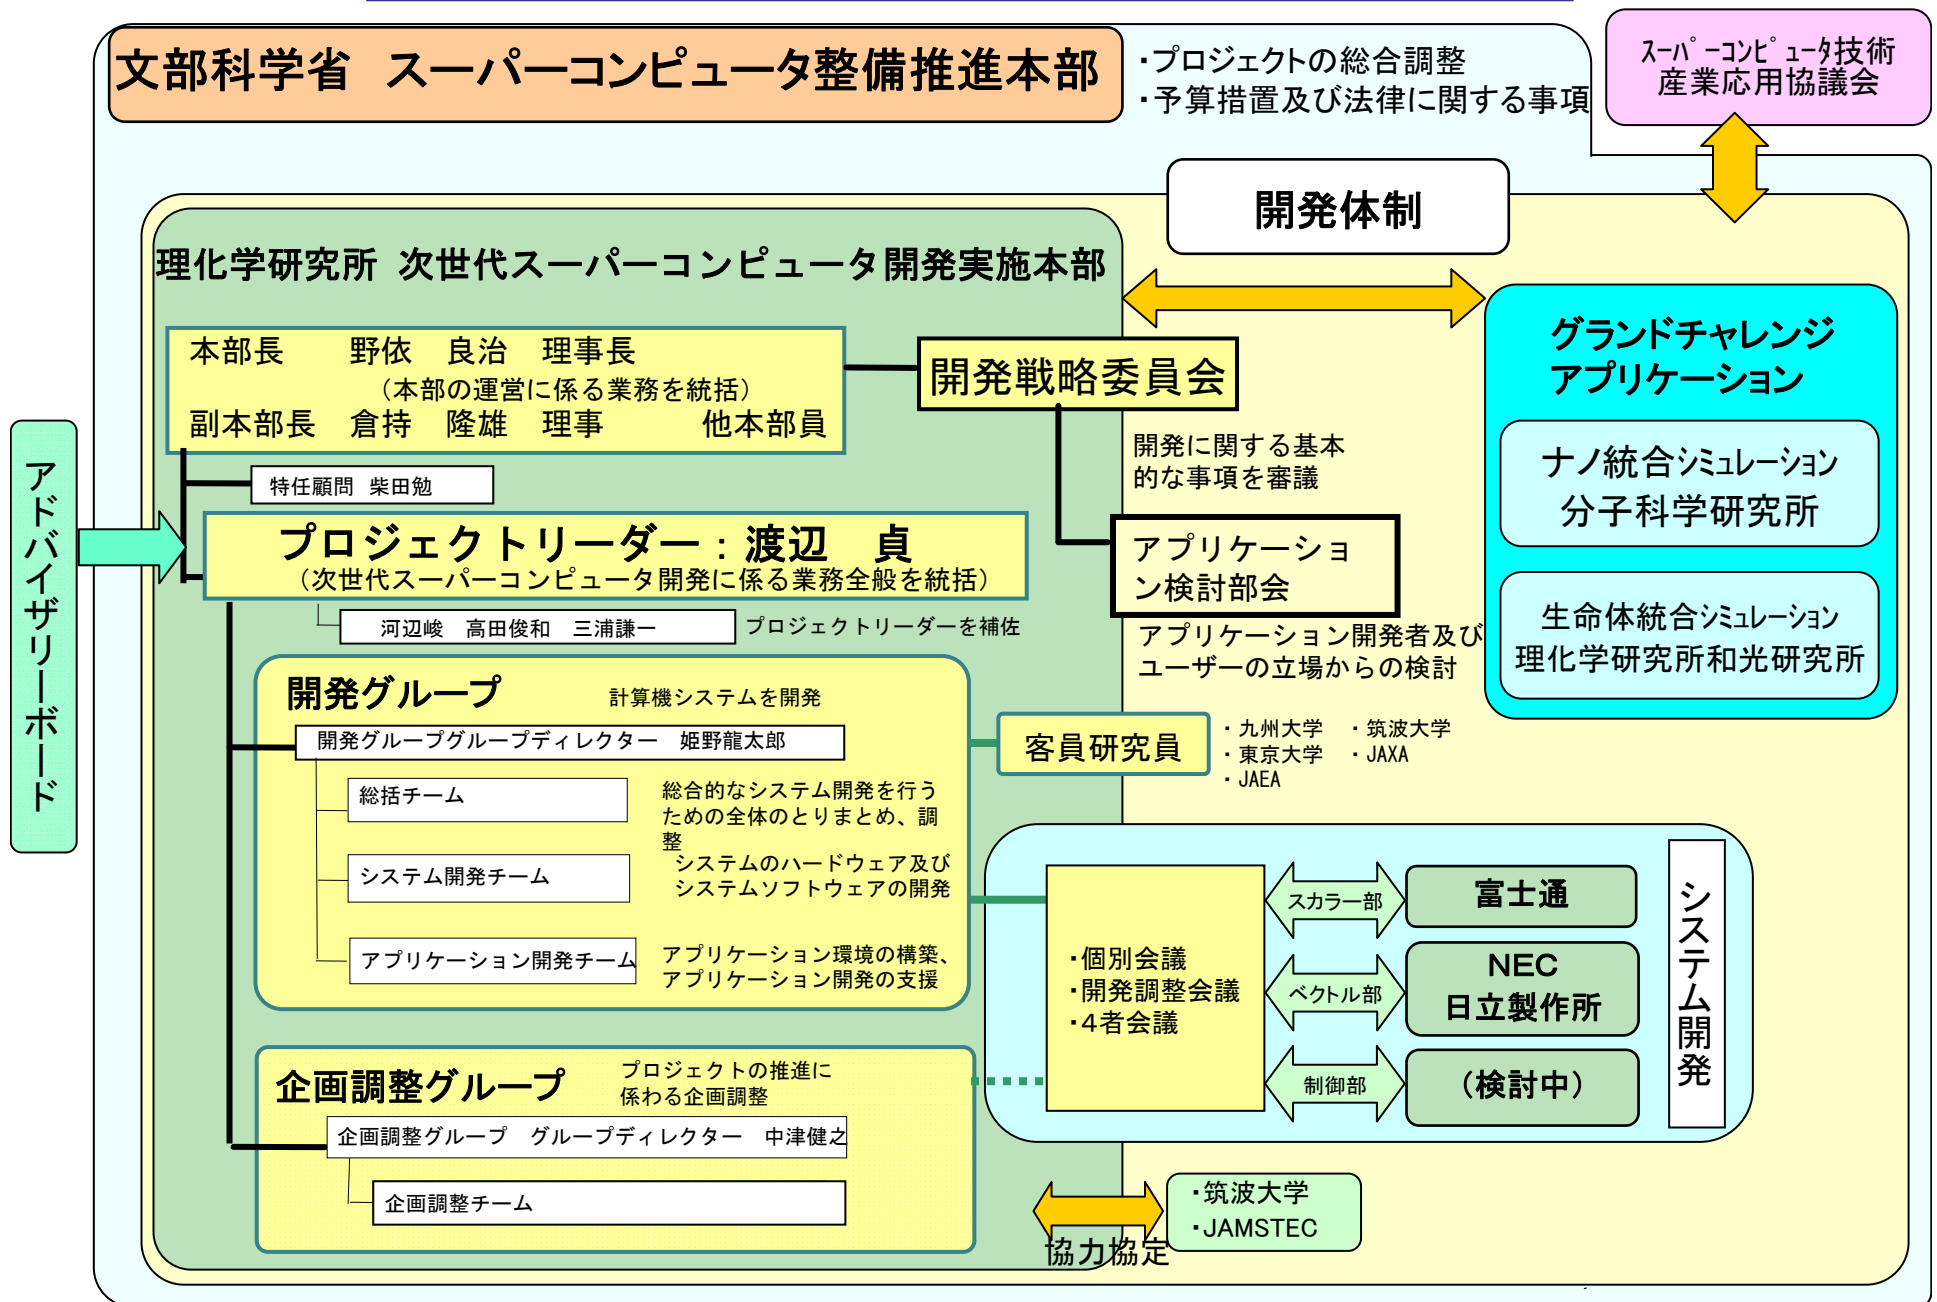 文部科学省　スーパーコンピュータ整備推進本部
・プロジェクトの総合調整
・予算措置及び法律に関する事項
ｽｰﾊﾟｰｺﾝﾋﾟｭｰﾀ技術
産業応用協議会
開発体制
理化学研究所 次世代スーパーコンピュータ開発実施本部
本部長　　野依　良治　理事長
（本部の運営に係る業務を統括）
副本部長　倉持　隆雄　理事　　　他本部員
開発戦略委員会
開発に関する基本
的な事項を審議
特任顧問 柴田勉
プロジェクトリーダー：渡辺　貞
（次世代スーパーコンピュータ開発に係る業務全般を統括）
河辺峻　高田俊和　三浦謙一
プロジェクトリーダーを補佐
アプリケーショ
ン検討部会
アプリケーション開発者及び
ユーザーの立場からの検討
グランドチャレンジ
アプリケーション
ナノ統合ｼﾐｭﾚｰｼｮﾝ
分子科学研究所
生命体統合ｼﾐｭﾚｰｼｮﾝ
理化学研究所和光研究所
アドバイザリーボード
開発グループ
計算機システムを開発
開発グループグループディレクター　姫野龍太郎
総括チーム
総合的なシステム開発を行う
ための全体のとりまとめ、調
整
システム開発チーム
システムのハードウェア及び
システムソフトウェアの開発
アプリケーション開発チーム
アプリケーション環境の構築、
アプリケーション開発の支援
客員研究員
・九州大学　・筑波大学
・東京大学　・JAXA
・JAEA
・個別会議
・開発調整会議
・4者会議
スカラー部
富士通
ベクトル部
NEC
日立製作所
制御部
（検討中）
システム開発
企画調整グループ
プロジェクトの推進に
係わる企画調整
企画調整グループ　グループディレクター　中津健之
企画調整チーム
協力協定
・筑波大学
・JAMSTEC